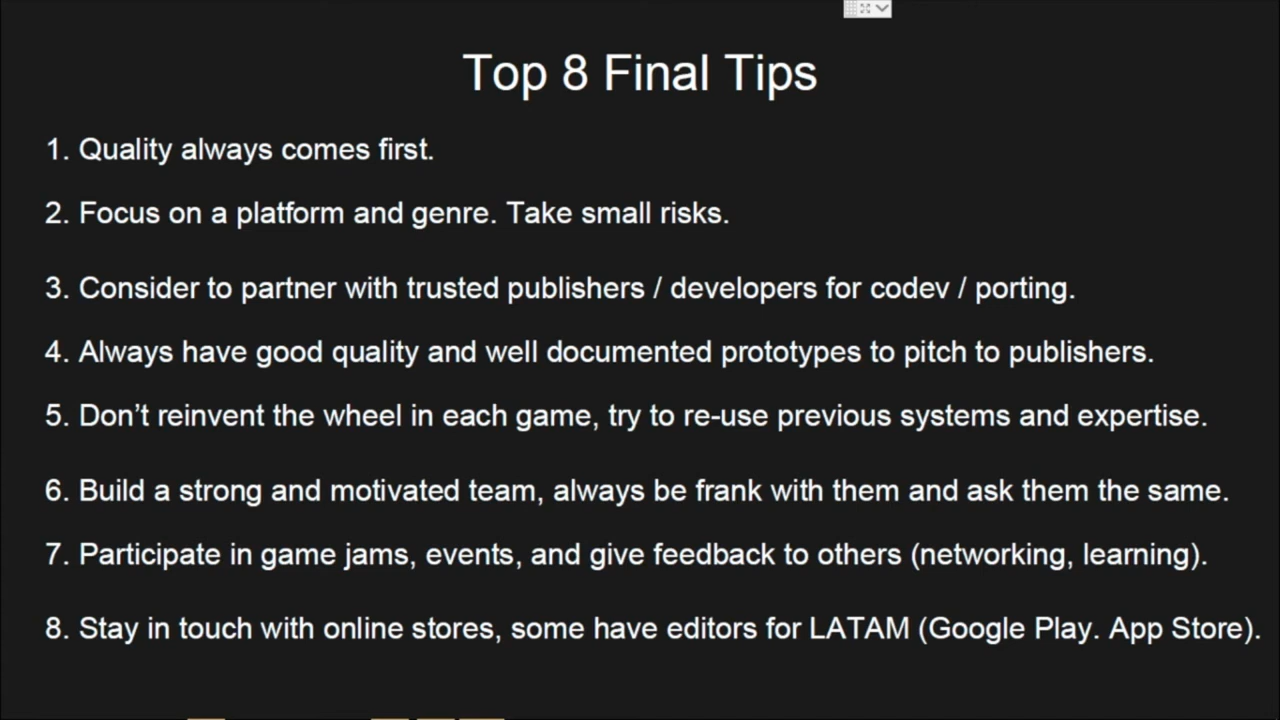 Top 8 Final Tips
1. Quality always comes first.
2. Focus on a platform and genre. Take small risks.
3. Consider to partner with trusted publishers / developers for codev / porting.
4. Always have good quality and well documented prototypes to pitch to publishers.
5. Don’t reinvent the wheel in each game, try to re-use previous systems and expertise.
6. Build a strong and motivated team, always be frank with them and ask them the same.
7. Participate in game jams, events, and give feedback to others (networking, learning).
8. Stay in touch with online stores, some have editors for LATAM (Google Play. App Store).